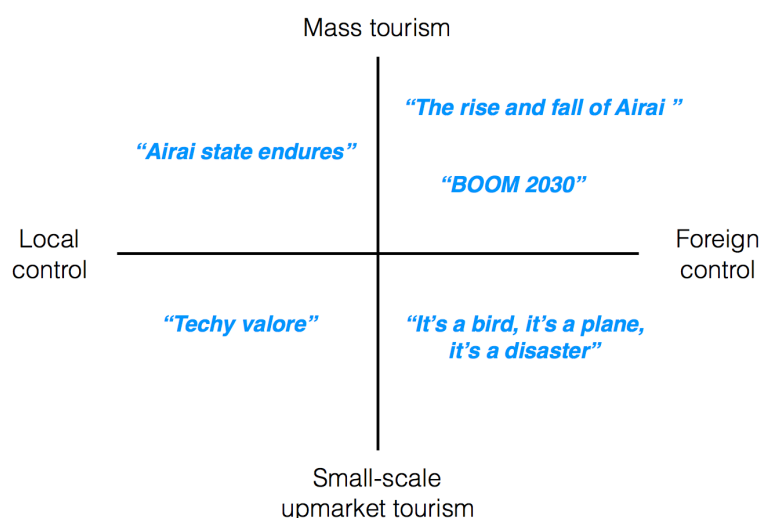 Mass tourism
“The rise and fall of Airai ”
“Airai state endures”
“BOOM 2030”
Local
control
Foreign
control
“Techy valore”
“It’s a bird, it’s a plane,
it’s a disaster”
Small-scale
upmarket tourism